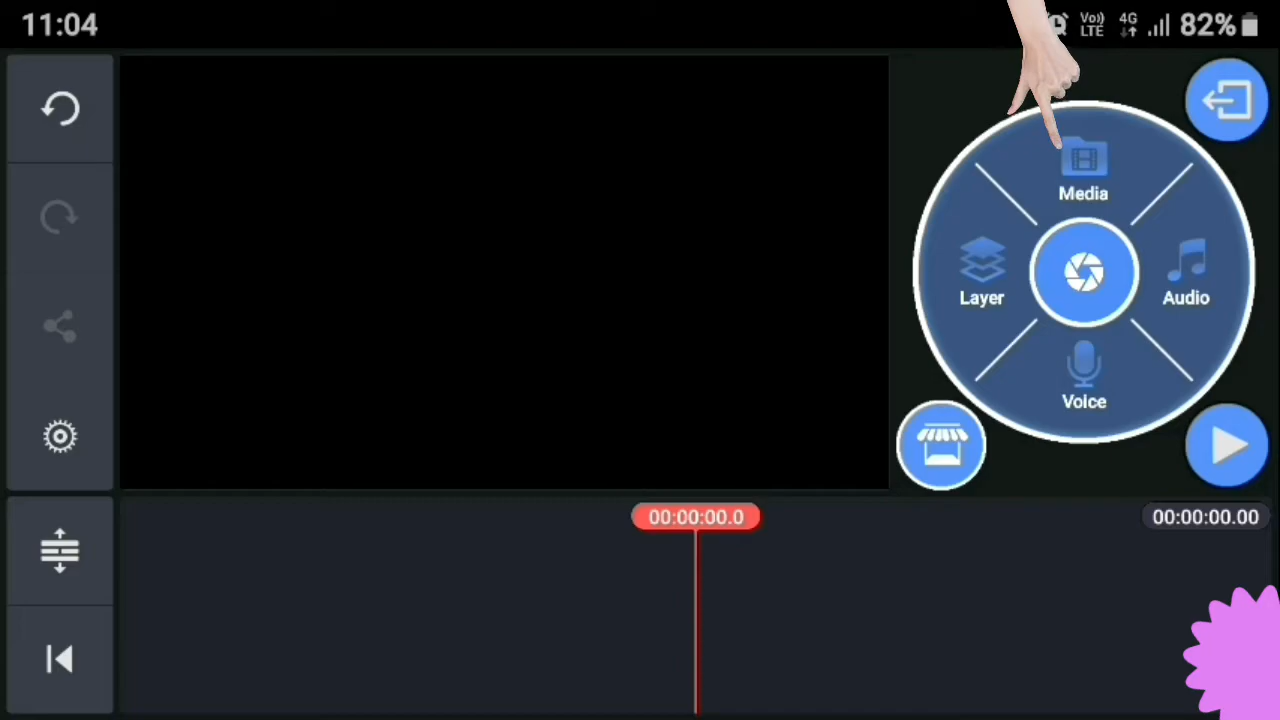 11:04
Vo))
LTE
4G
82%
Media
Layer
Audio
Voice
00:00:00.0
00:00:00.00